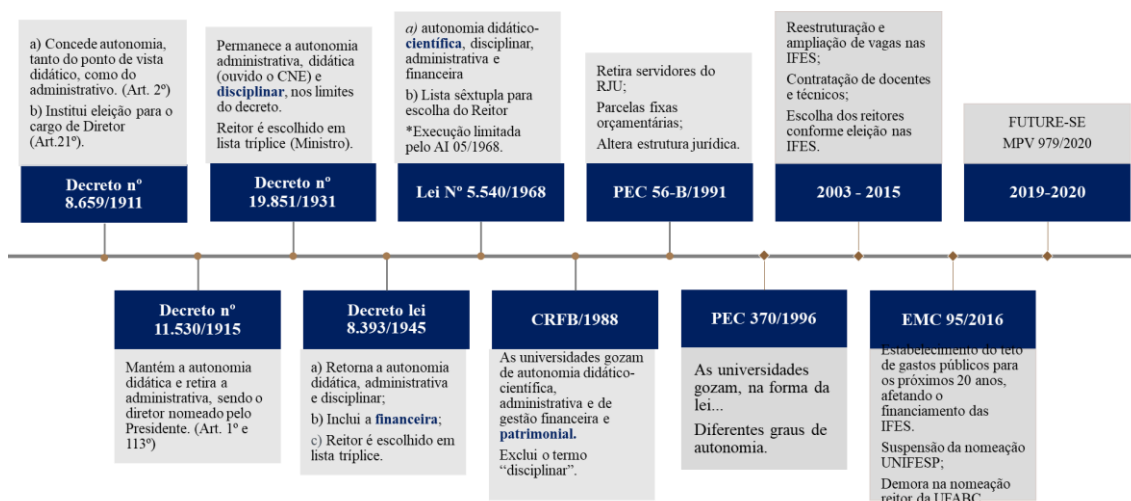 a) Concede autonomia,
tanto do ponto de vista
didático, como do
administrativo. (Art. 2º)
b) Institui eleição para o
cargo de Diretor
(Art.21º).
Decreto nº
8.659/1911
Permanece a autonomia
administrativa, didática
(ouvido o CNE) e
disciplinar, nos limites
do decreto.
Reitor é escolhido em
lista tríplice (Ministro).
Decreto nº
19.851/1931
a) autonomia didático-
científica, disciplinar,
administrativa e
financeira
b) Lista sêxtupla para
escolha do Reitor
*Execução limitada
pelo AI 05/1968.
Lei Nº 5.540/1968
Retira servidores do
RJU;
Parcelas fixas
orçamentárias;
Altera estrutura jurídica.
PEC 56-B/1991
Reestruturação e
ampliação de vagas nas
IFES;
Contratação de docentes
e técnicos;
Escolha dos reitores
conforme eleição nas
IFES.
2003 - 2015
FUTURE-SE
MPV 979/2020
2019-2020
Decreto nº
11.530/1915
Mantém a autonomia
didática e retira a
administrativa, sendo o
diretor nomeado pelo
Presidente. (Art. 1º e
113º)
Decreto lei
8.393/1945
a) Retorna a autonomia
didática, administrativa
e disciplinar;
b) Inclui a financeira;
c) Reitor é escolhido em
lista tríplice.
CRFB/1988
As universidades gozam
de autonomia didático-
científica,
administrativa e de
gestão financeira e
patrimonial.
Exclui o termo
“disciplinar”.
PEC 370/1996
As universidades
gozam, na forma da
lei...
Diferentes graus de
autonomia.
EMC 95/2016
Estabelecimento do teto
de gastos públicos para
os próximos 20 anos,
afetando o
financiamento das
IFES.
Suspensão da nomeação
UNIFESP;
Demora na nomeação
reitor da UFABC